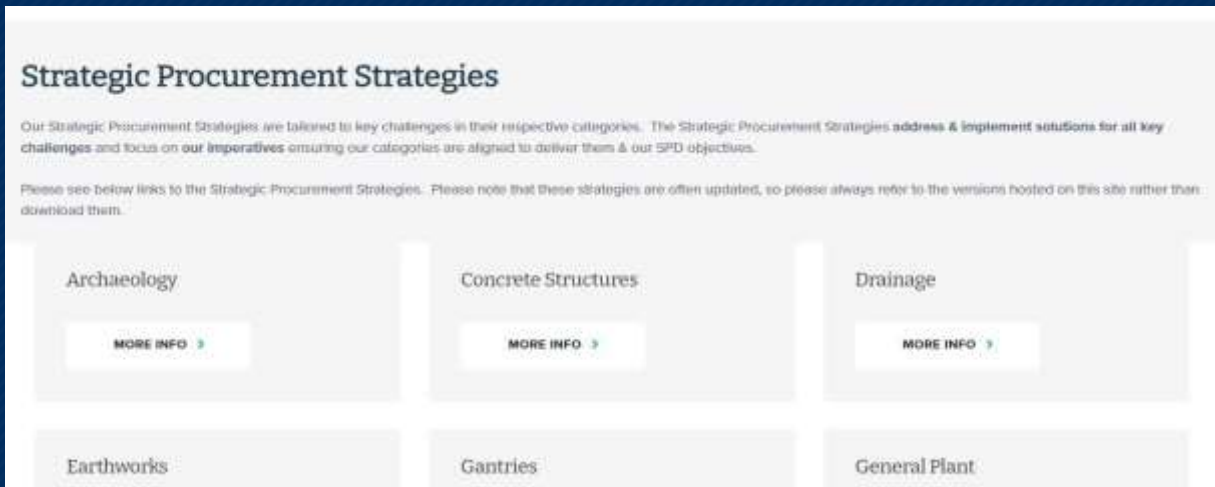 Strategic Procurement Strategies
Our Strategic Procurement Strategies are tailored to key challenges in their respective categories. The Strategic Procurement Strategies address & implement solutions for all key
challenges and focus on our imperatives ensuring our categories are aligned to deliver them & our SPD objectives.
Please see below links to the Strategic Procurement Strategies. Please note that these strategies are often updated, so please always refer to the versions hosted on this site rather than
download them.
Archaeology
Concrete Structures
Drainage
MORE INFO >
MORE INFO >
MORE INFO >
Earthworks
Gantries
General Plant